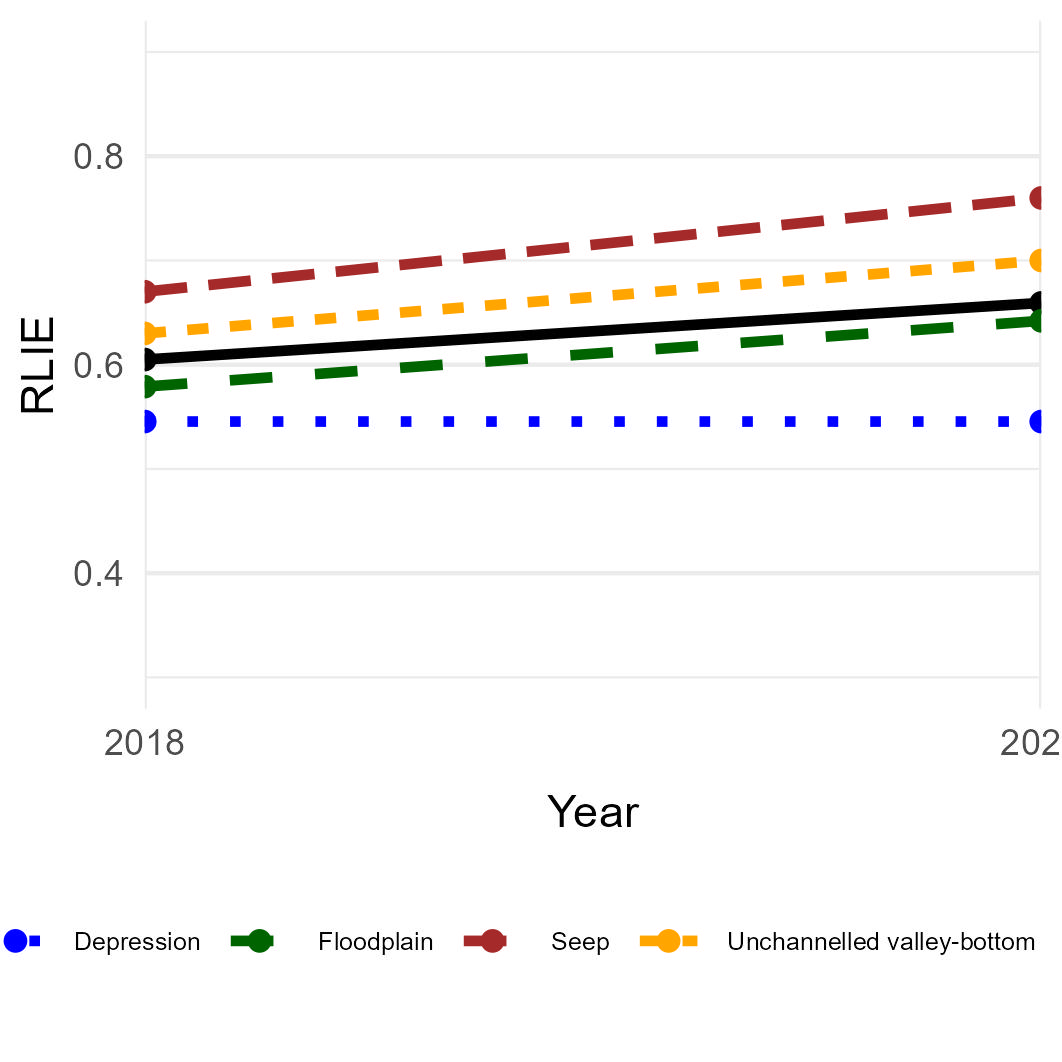 0.8
0.6
0.4
RLIE
2018 202
Year
Depression Floodplain Seep Unchannelled valley-bottom